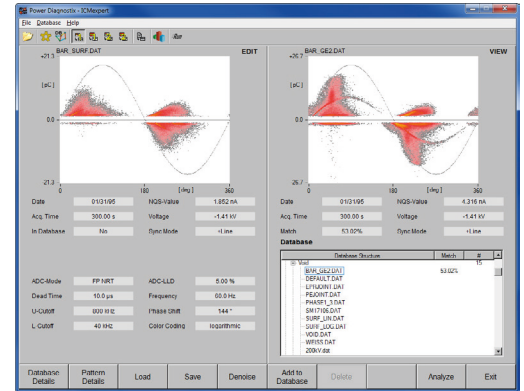 Power Diagnostix - ICMexpert
File Database Help
BAR_SURF.DAT EDIT
+21.3
[pC]
0.0
-21.3
0 180 [deg] 360
Date 01/31/95 NQS-Value 1.852 nA
Acq. Time 300.00 s Voltage -1.41 kV
In Database No Sync Mode +Line
ADC-Mode FP NRT ADC-LLD 5.00 %
Dead Time 10.0 µs Frequency 60.0 Hz
U-Cutoff 800 kHz Phase Shift 144 °
L-Cutoff 40 kHz Color Coding logarithmic
BAR_GE2.DAT VIEW
+26.7
[pC]
0.0
-26.7
0 180 [deg] 360
Date 01/31/95 NQS-Value 4.316 nA
Acq. Time 300.00 s Voltage -1.41 kV
Match 53.02% Sync Mode +Line
Database
Database Structure Match #
Void 15
BAR_GE2.DAT 53.02%
DEFAULT.DAT
EPRIJOINT.DAT
PEJOINT.DAT
PHASE1_3.DAT
SM17106.DAT
SURF_LIN.DAT
SURF_LOG.DAT
VOID.DAT
WEISS.DAT
200kV.dat
Database Details Pattern Details Load Save Denoise Add to Database Delete Analyze Exit